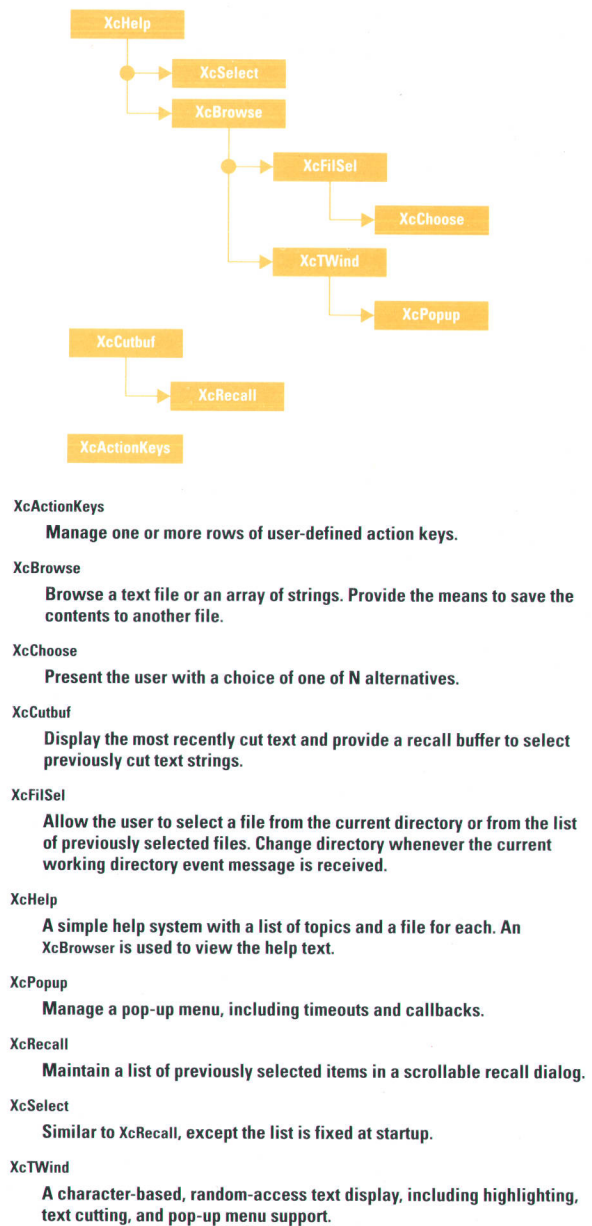 XcHelp
XcSelect
XcBrowse
XcFilSel
XcChoose
XcTWind
XcPopup
XcCutbuf
XcRecall
XcActionKeys
XcActionKeys
Manage one or more rows of user-defined action keys.
XcBrowse
Browse a text file or an array of strings. Provide the means to save the
contents to another file.
XcChoose
Present the user with a choice of one of N alternatives.
XcCutbuf
Display the most recently cut text and provide a recall buffer to select
previously cut text strings.
XcFilSel
Allow the user to select a file from the current directory or from the list
of previously selected files. Change directory whenever the current
working directory event message is received.
XcHelp
A simple help system with a list of topics and a file for each. An
XcBrowser is used to view the help text.
XcPopup
Manage a pop-up menu, including timeouts and callbacks.
XcRecall
Maintain a list of previously selected items in a scrollable recall dialog.
XcSelect
Similar to XcRecall, except the list is fixed at startup.
XcTWind
A character-based, random-access text display, including highlighting,
text cutting, and pop-up menu support.